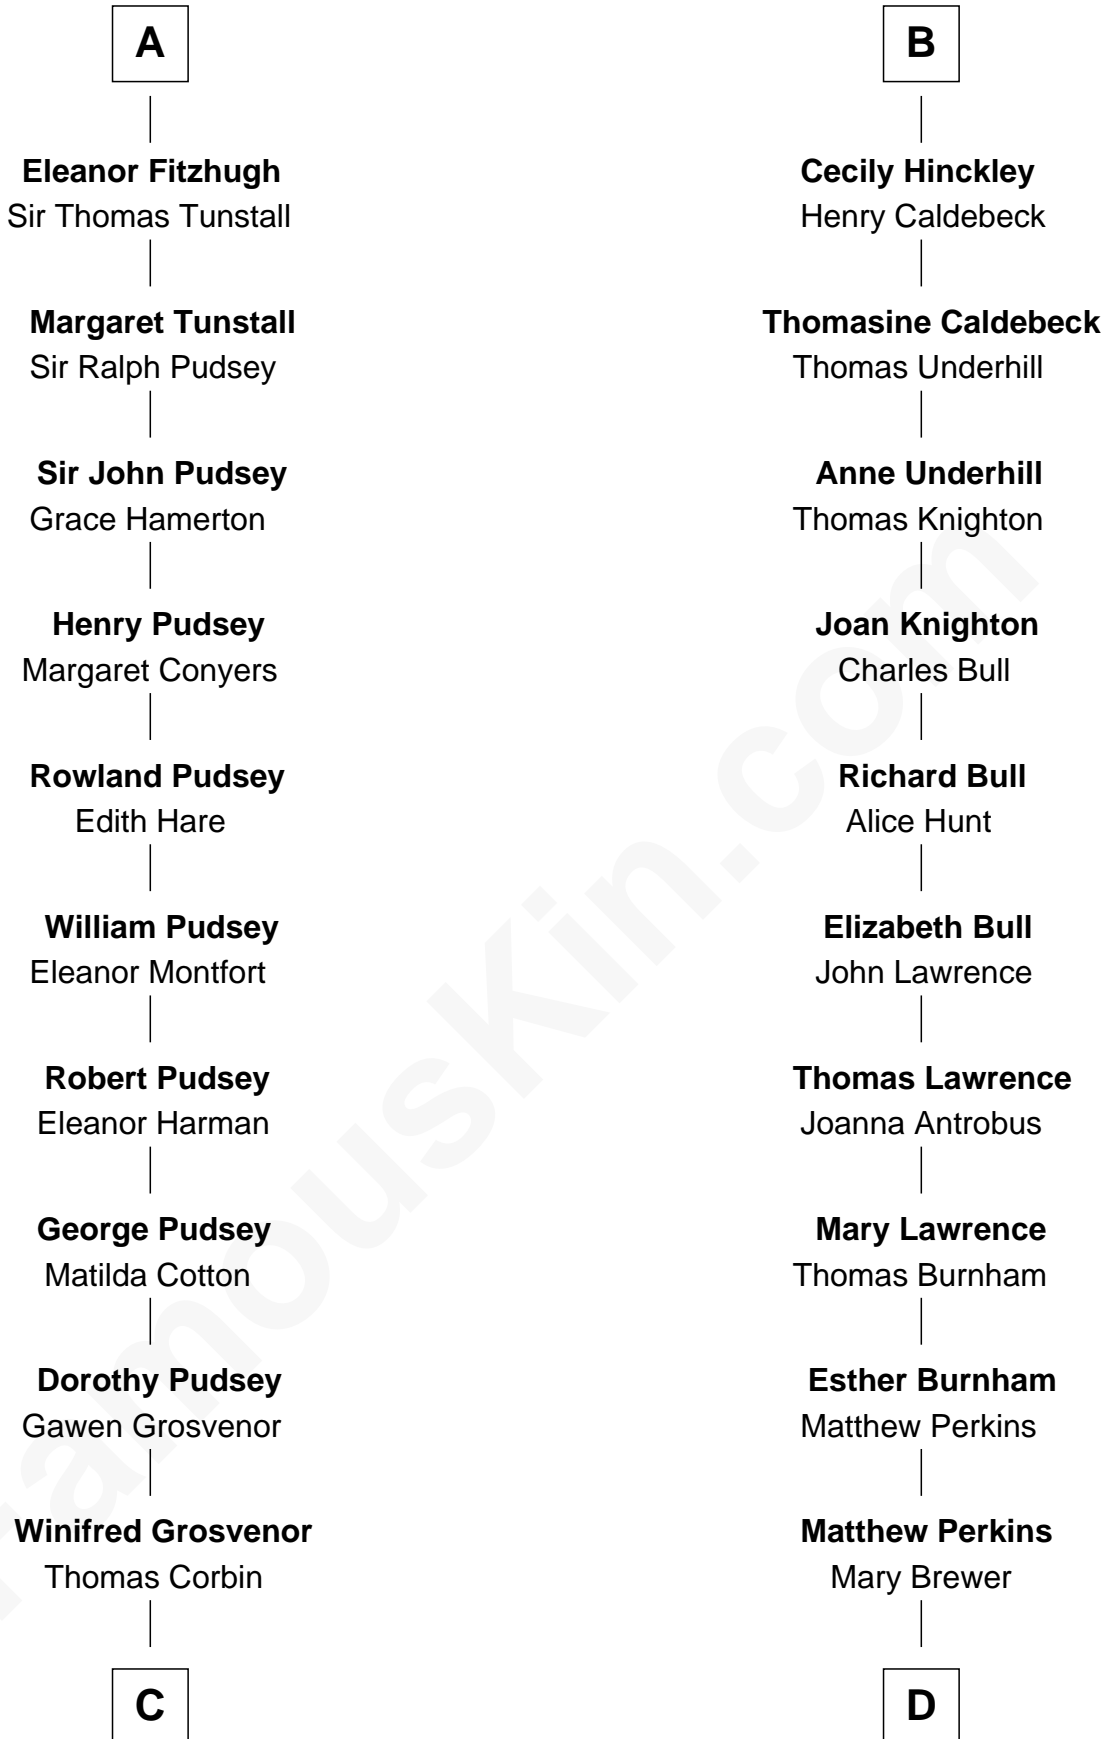 A
Eleanor Fitzhugh
Sir Thomas Tunstall
Margaret Tunstall
Sir Ralph Pudsey
Sir John Pudsey
Grace Hamerton
Henry Pudsey
Margaret Conyers
Rowland Pudsey
Edith Hare
William Pudsey
Eleanor Montfort
Robert Pudsey
Eleanor Harman
George Pudsey
Matilda Cotton
Dorothy Pudsey
Gawen Grosvenor
Winifred Grosvenor
Thomas Corbin
C
B
Cecily Hinckley
Henry Caldebeck
Thomasine Caldebeck
Thomas Underhill
Anne Underhill
Thomas Knighton
Joan Knighton
Charles Bull
Richard Bull
Alice Hunt
Elizabeth Bull
John Lawrence
Thomas Lawrence
Joanna Antrobus
Mary Lawrence
Thomas Burnham
Esther Burnham
Matthew Perkins
Matthew Perkins
Mary Brewer
D
FamousKin.com